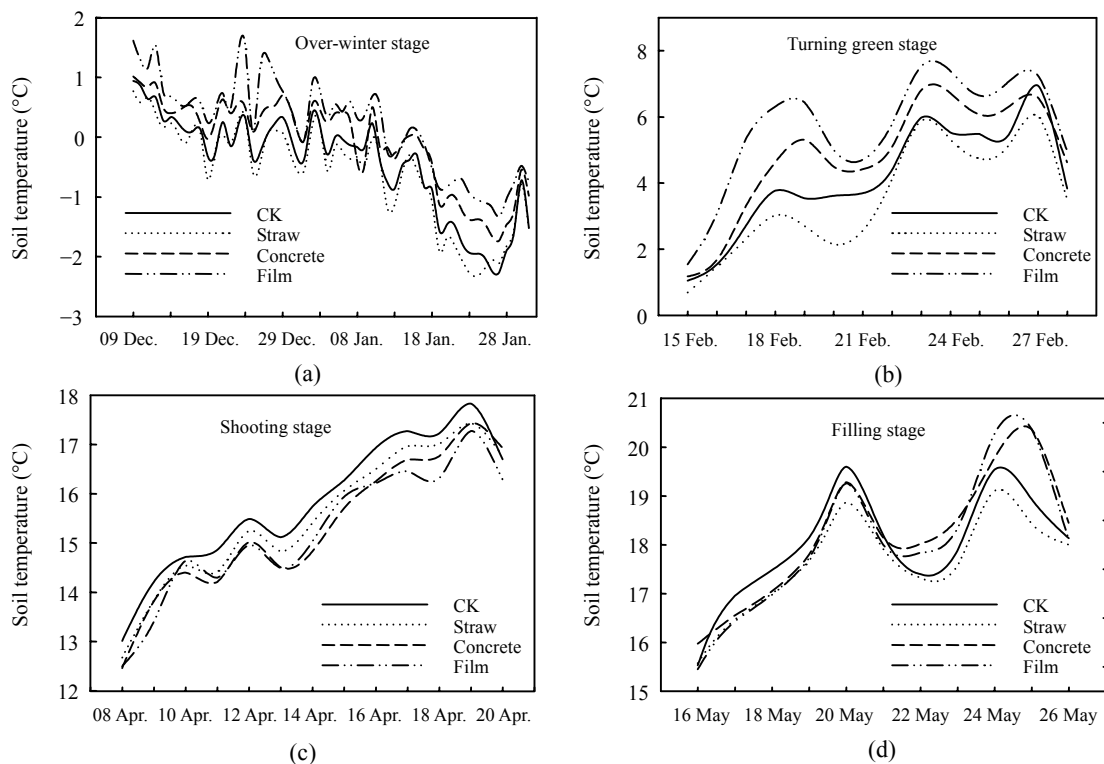 2
1
0
−1
−2
−3
Soil temperature (°C)
Over-winter stage
CK
Straw
Concrete
Film
09 Dec. 19 Dec. 29 Dec. 08 Jan. 18 Jan. 28 Jan.
(a)
8
6
4
2
0
Soil temperature (°C)
Turning green stage
CK
Straw
Concrete
Film
15 Feb. 18 Feb. 21 Feb. 24 Feb. 27 Feb.
(b)
18
17
16
15
14
13
12
Soil temperature (°C)
Shooting stage
CK
Straw
Concrete
Film
08 Apr. 10 Apr. 12 Apr. 14 Apr. 16 Apr. 18 Apr. 20 Apr.
(c)
21
20
19
18
17
16
15
Soil temperature (°C)
Filling stage
CK
Straw
Concrete
Film
16 May 18 May 20 May 22 May 24 May 26 May
(d)